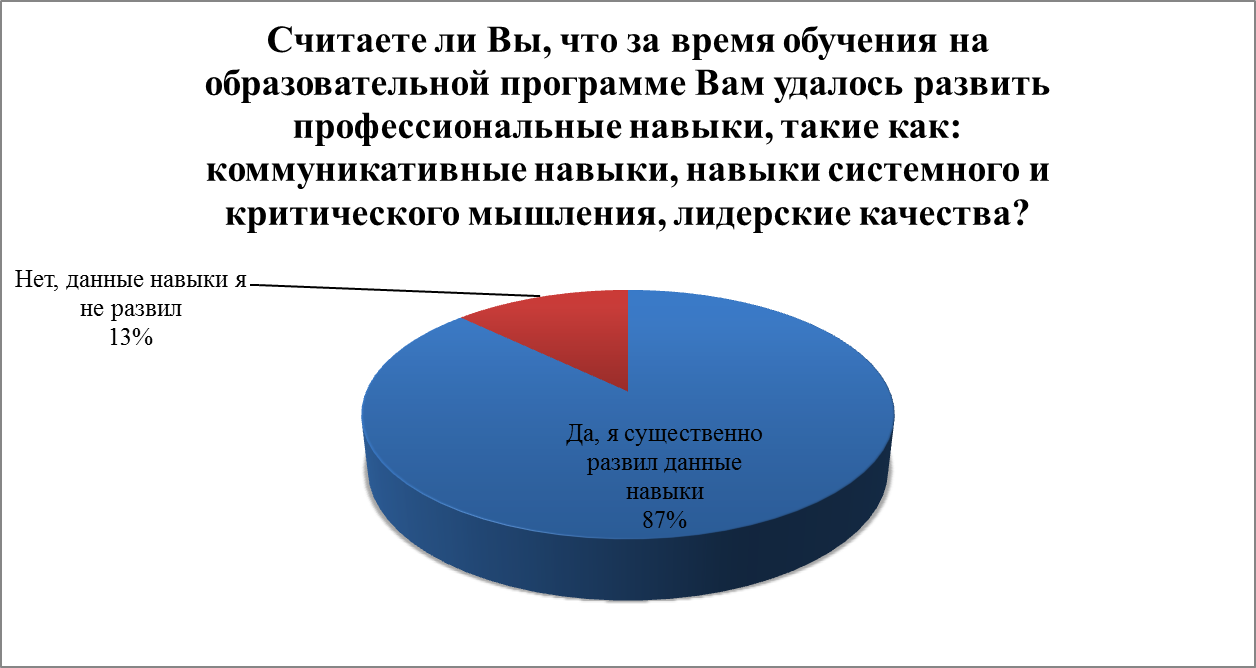 Считаете ли Вы, что за время обучения на
образовательной программе Вам удалось развить
профессиональные навыки, такие как:
коммуникативные навыки, навыки системного и
критического мышления, лидерские качества?
Нет, данные навыки я
не развил
13%
Да, я существенно
развил данные
навыки
87%